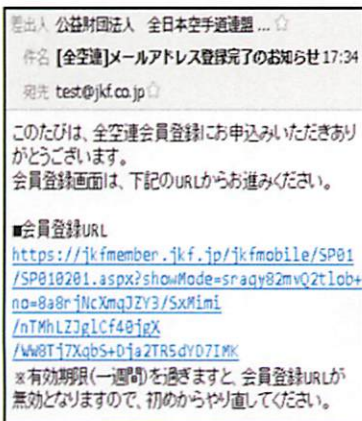 差出人 公益財団法人 全日本空手道連盟 ... ☆
件名 [全空連]メールアドレス登録完了のお知らせ 17:34
宛先 test@jkf.co.jp ☆
このたびは、全空連会員登録にお申込みいただきあり
がとうございます。
会員登録画面は、下記のURLからお進みください。
■会員登録URL
https://jkfmember.jkf.jp/jkfmobile/SP01
/SP010201.aspx?showMode=sraqy82mvQ2tlob+
no=8a8rjNcXmqJZY3/SxMimi
/nTMhLZJglCf40jgX
/WW8Tj7XqbS+Dja2TR5dYD7IMK
※有効期限(一週間)を過ぎますと、会員登録URLが
無効となりますので、初めからやり直してください。